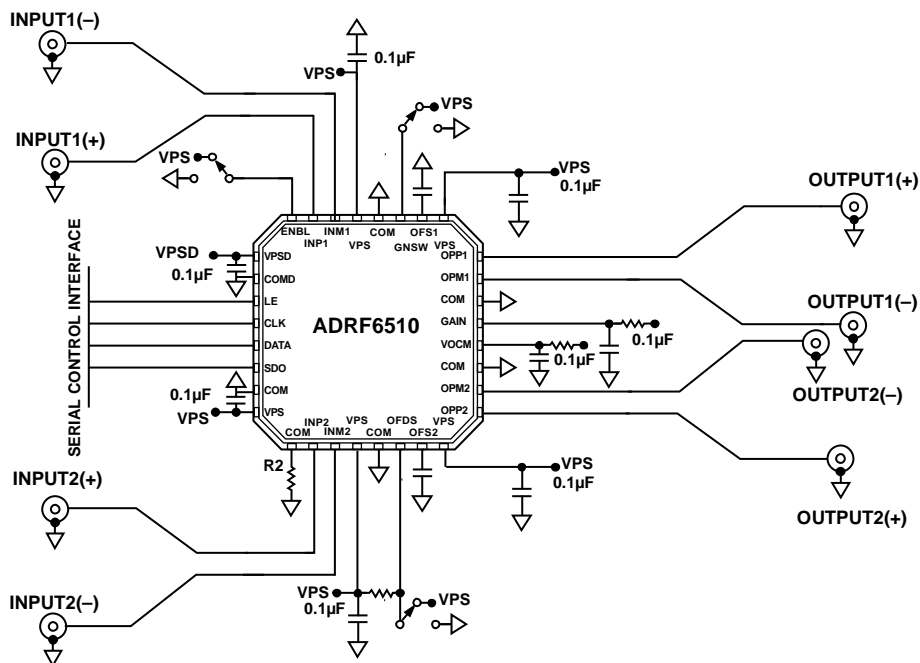 INPUT1(–)
0.1µF
VPS
VPS
INPUT1(+)
VPS
VPS
0.1µF
OUTPUT1(+)
ENBL
INP1
INM1
VPS
COM
GNSW
OFS1
VPS
VPSD
0.1µF
VPSD
COMD
LE
CLK
DATA
SDO
COM
VPS
SERIAL CONTROL INTERFACE
0.1µF
VPS
ADRF6510
OPP1
OPM1
COM
GAIN
VOCM
COM
OPM2
OPP2
0.1µF
0.1µF
OUTPUT1(–)
OUTPUT2(–)
COM
INP2
INM2
VPS
COM
OFDS
OFS2
VPS
R2
VPS
0.1µF
INPUT2(+)
OUTPUT2(+)
INPUT2(–)
VPS
0.1µF
VPS